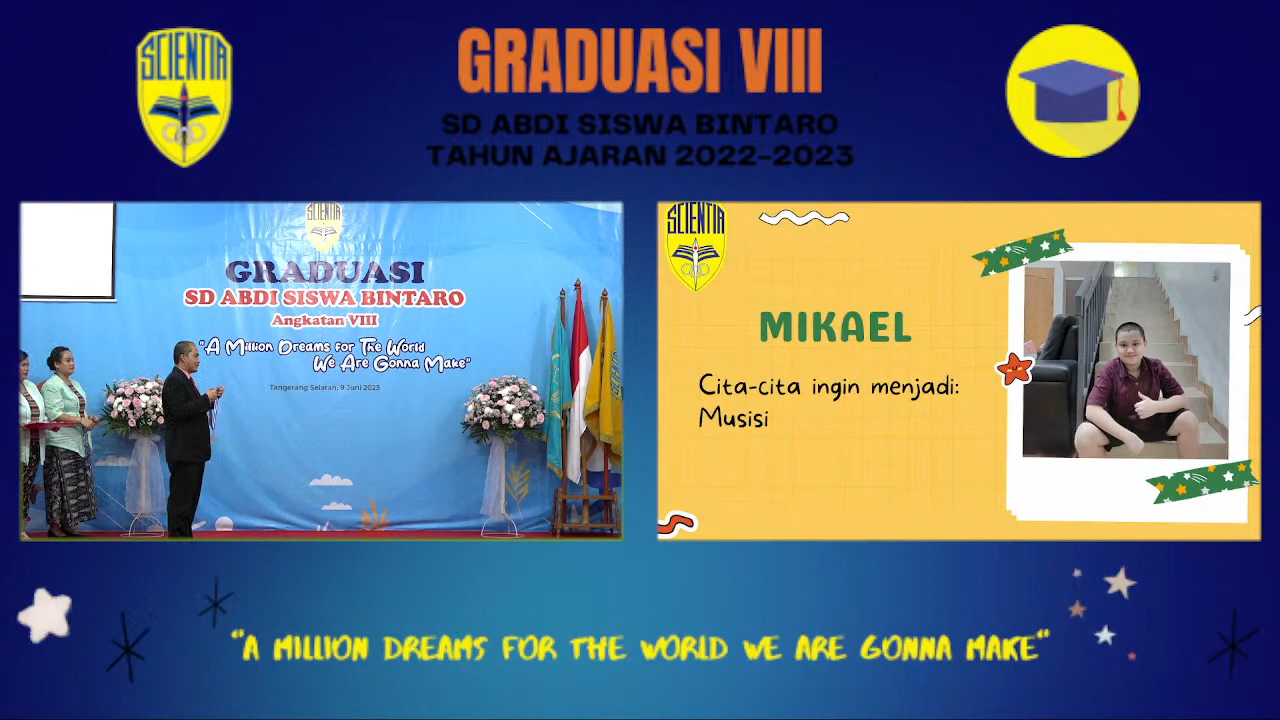 SCIENTIA
GRADUASI VIII
SD ABDI SISWA BINTARO
TAHUN AJARAN 2022-2023
SCIENTIA
GRADUASI
SD ABDI SISWA BINTARO
Angkatan VIII
"A Million Dreams for The World
We Are Gonna Make"
Tangerang Selatan, 9 Juni 2023
SCIENTIA
MIKAEL
Cita-cita ingin menjadi:
Musisi
"A MILLION DREAMS FOR THE WORLD WE ARE GONNA MAKE"